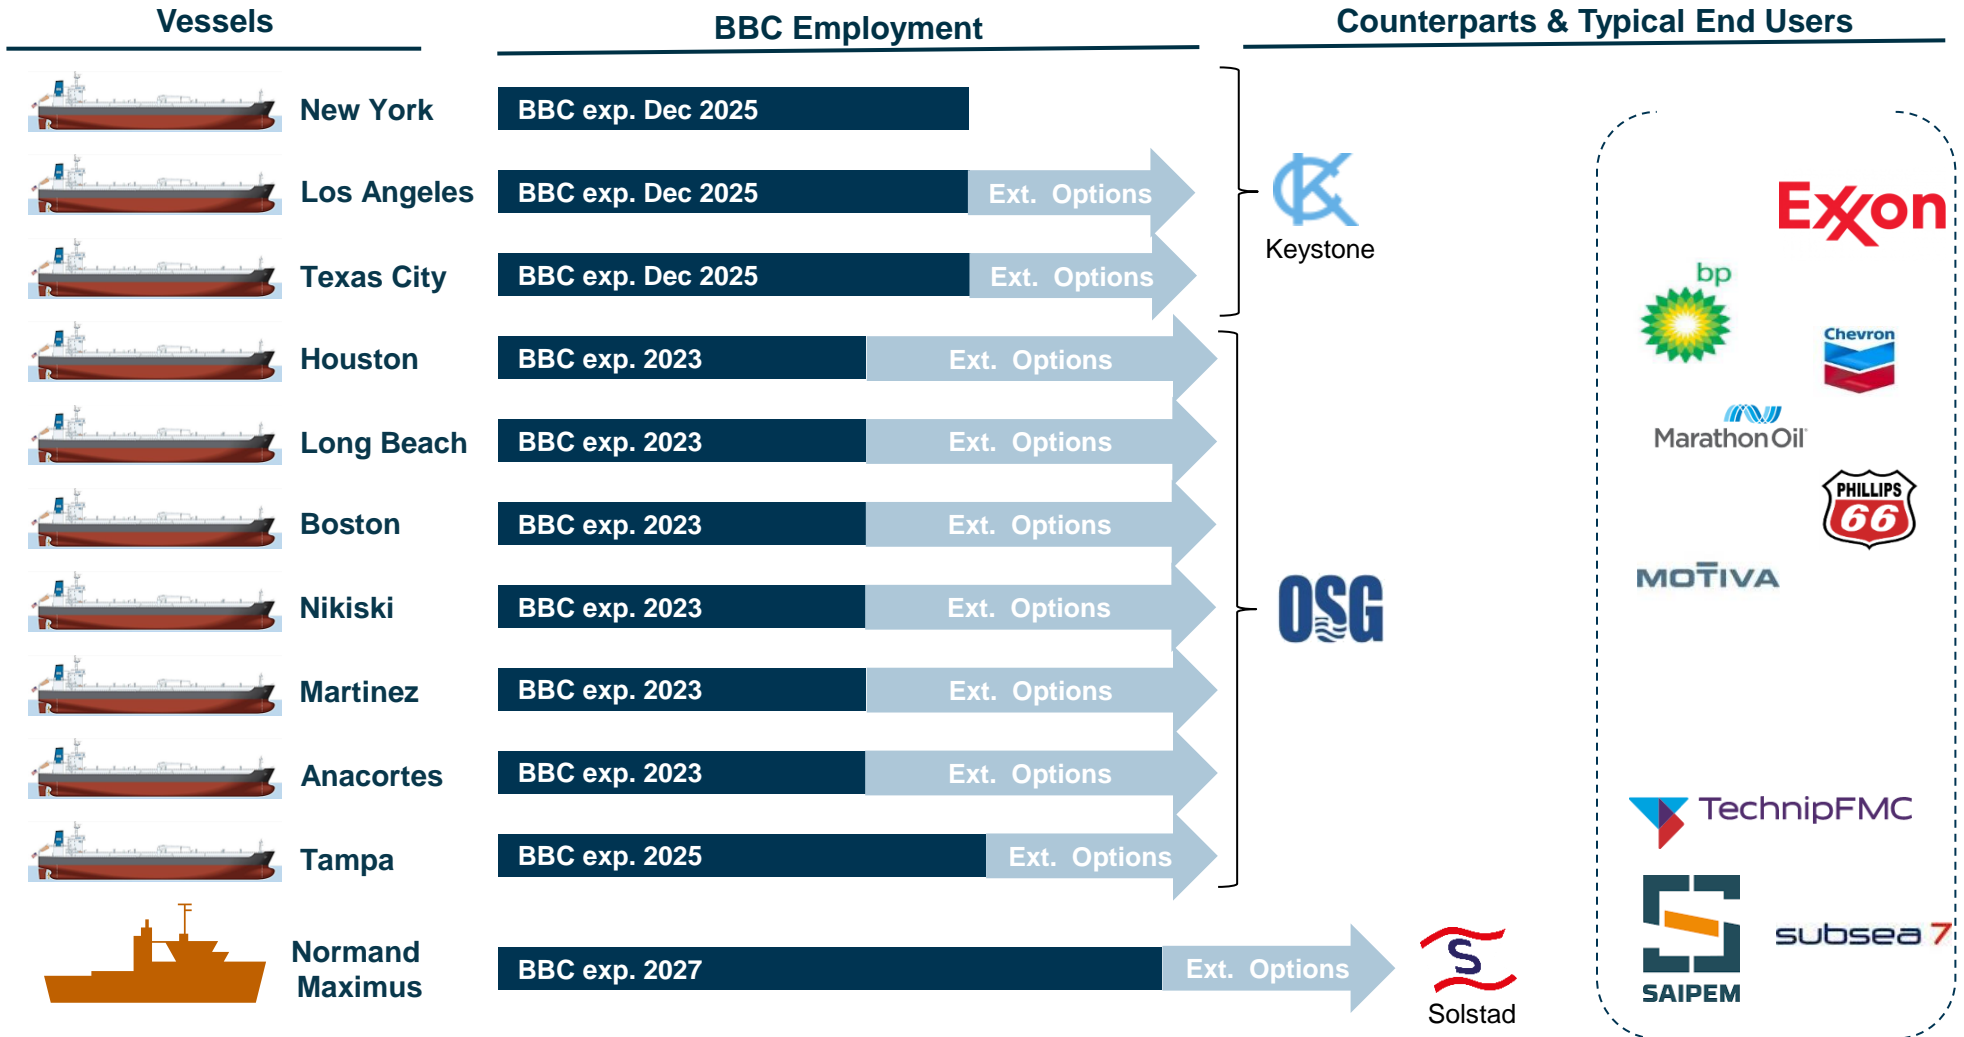 Vessels
BBC Employment
Counterparts & Typical End Users
New York
BBC exp. Dec 2025
Los Angeles
BBC exp. Dec 2025
Ext. Options
Texas City
BBC exp. Dec 2025
Ext. Options
Keystone
Houston
BBC exp. 2023
Ext. Options
Long Beach
BBC exp. 2023
Ext. Options
Boston
BBC exp. 2023
Ext. Options
Nikiski
BBC exp. 2023
Ext. Options
Martinez
BBC exp. 2023
Ext. Options
Anacortes
BBC exp. 2023
Ext. Options
Tampa
BBC exp. 2025
Ext. Options
OSG
Normand
Maximus
BBC exp. 2027
Ext. Options
S
Solstad
Exxon
bp
Chevron
Marathon Oil
PHILLIPS
66
MOTIVA
TechnipFMC
SAIPEM
subsea 7